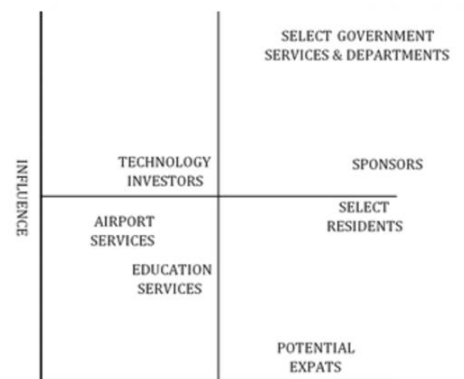 SELECT GOVERNMENT
SERVICES & DEPARTMENTS
TECHNOLOGY
INVESTORS
SPONSORS
INFLUENCE
SELECT
RESIDENTS
AIRPORT
SERVICES
EDUCATION
SERVICES
POTENTIAL
EXPATS